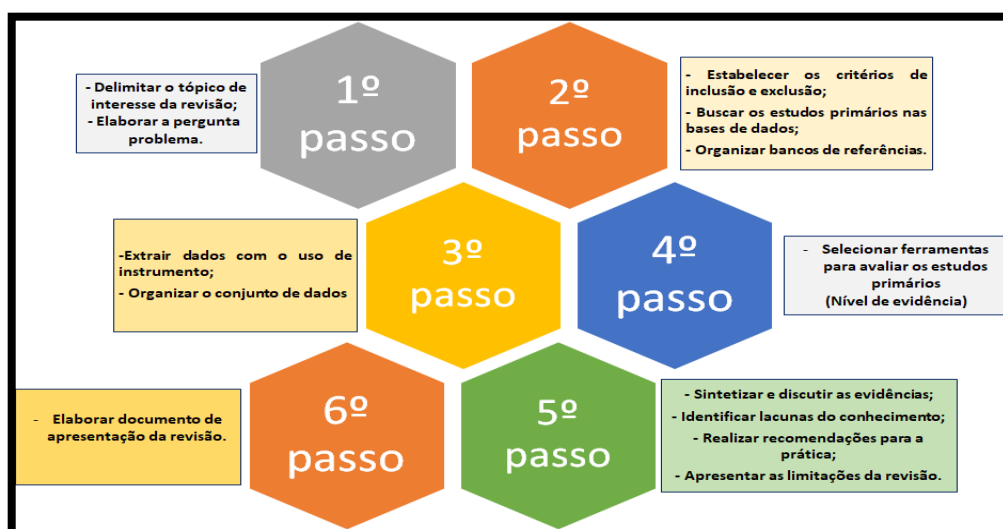 1º
passo
- Delimitar o tópico de
interesse da revisão;
- Elaborar a pergunta
problema.
2º
passo
- Estabelecer os critérios de
inclusão e exclusão;
- Buscar os estudos primários nas
bases de dados;
- Organizar bancos de referências.
3º
passo
-Extrair dados com o uso de
instrumento;
- Organizar o conjunto de dados
4º
passo
- Selecionar ferramentas
para avaliar os estudos
primários
(Nível de evidência)
5º
passo
- Sintetizar e discutir as evidências;
- Identificar lacunas do conhecimento;
- Realizar recomendações para a
prática;
- Apresentar as limitações da revisão.
6º
passo
- Elaborar documento de
apresentação da revisão.